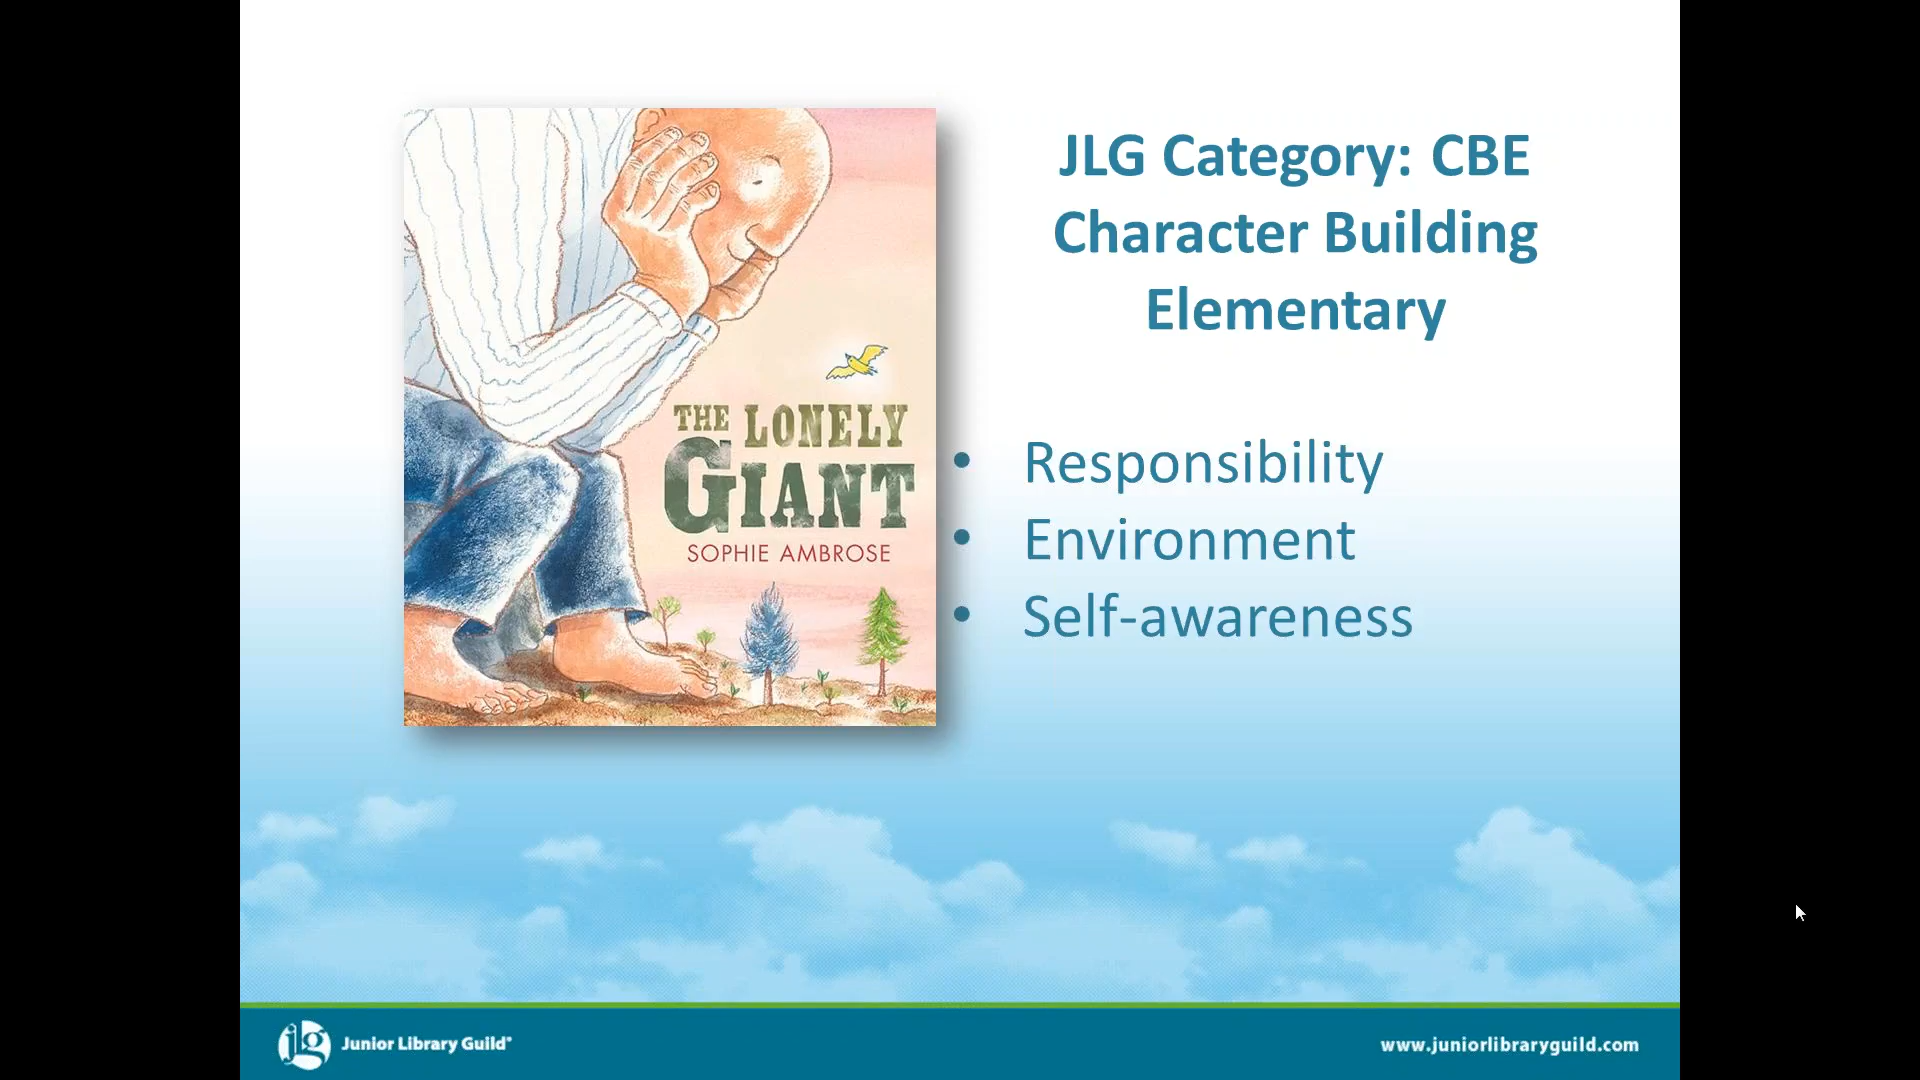 THE LONELY
GIANT
SOPHIE AMBROSE
JLG Category: CBE
Character Building
Elementary
• Responsibility
• Environment
• Self-awareness
jlg Junior Library Guild®
www.juniorlibraryguild.com